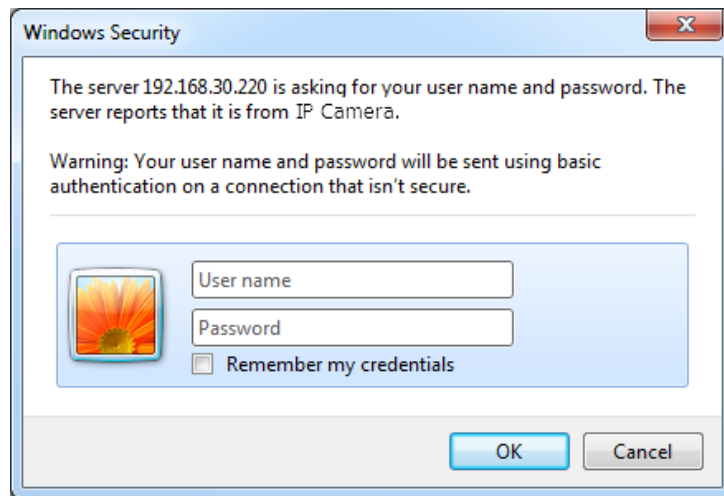 Windows Security
The server 192.168.30.220 is asking for your user name and password. The
server reports that it is from IP Camera.
Warning: Your user name and password will be sent using basic
authentication on a connection that isn't secure.
User name
Password
Remember my credentials
OK
Cancel